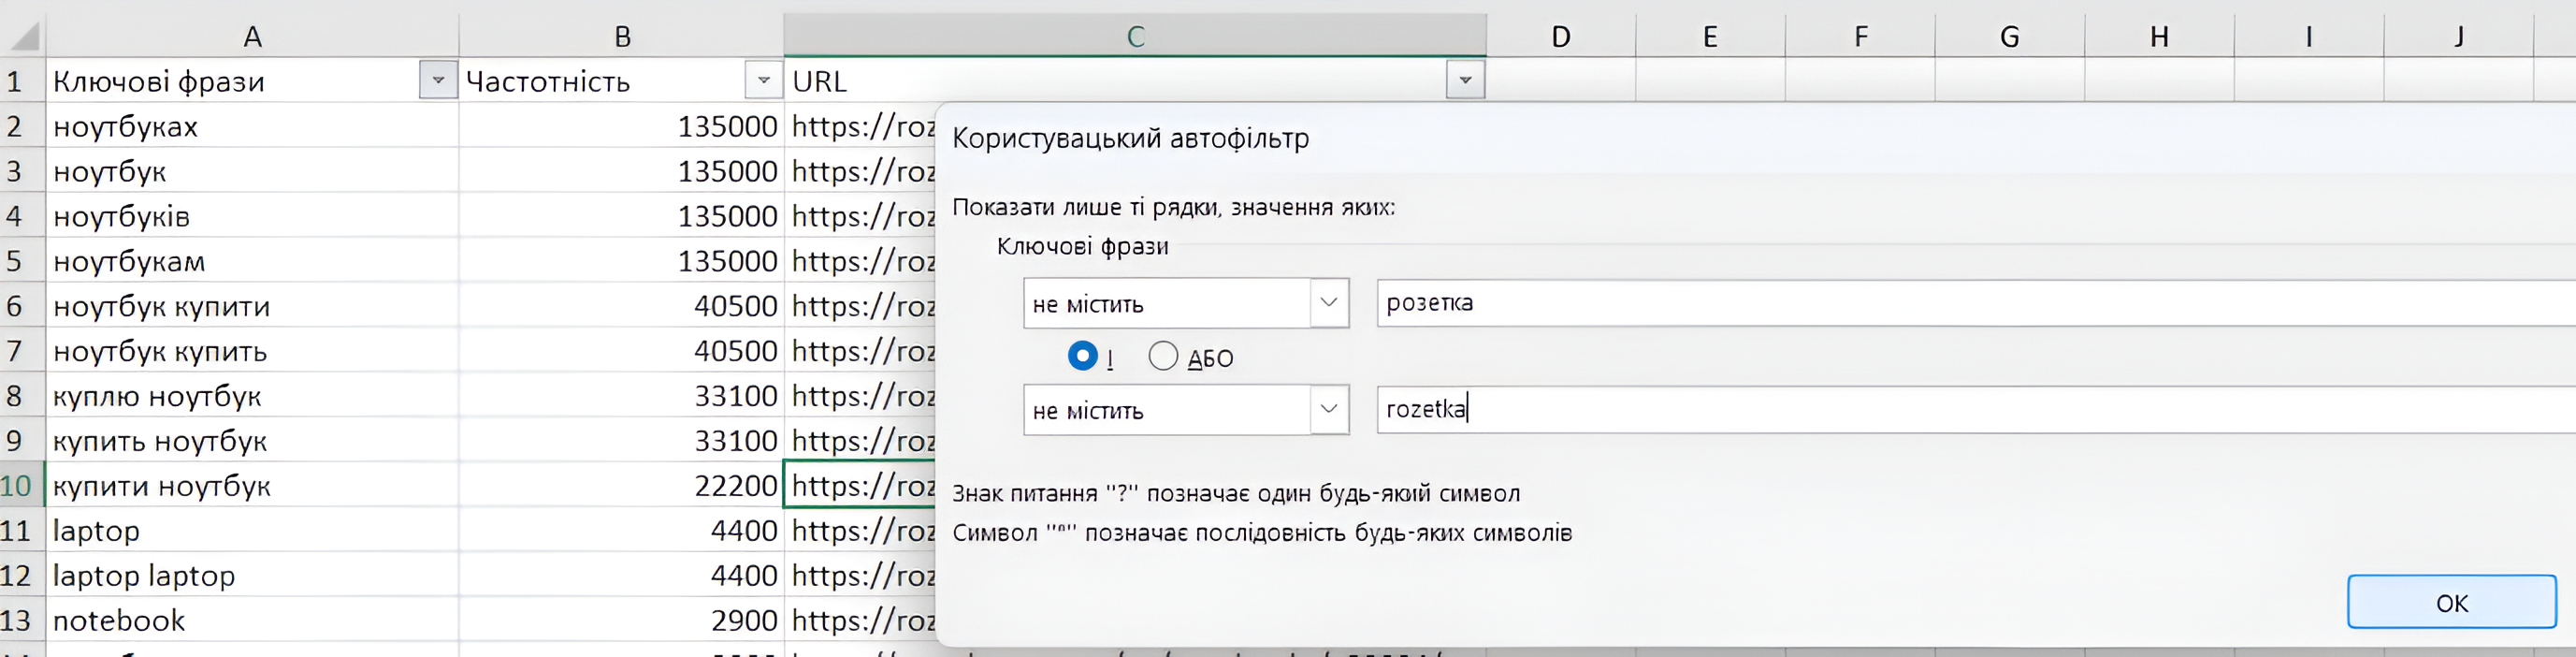 A B C D E F G H I J
1 Ключові фрази Частотність URL
2 ноутбуках 135000 https://roz
3 ноутбук 135000 https://roz
4 ноутбуків 135000 https://roz
5 ноутбукам 135000 https://roz
6 ноутбук купити 40500 https://roz
7 ноутбук купить 40500 https://roz
8 куплю ноутбук 33100 https://roz
9 купить ноутбук 33100 https://roz
10 купити ноутбук 22200 https://roz
11 laptop 4400 https://roz
12 laptop laptop 4400 https://roz
13 notebook 2900 https://roz
Користувацький автофільтр
Показати лише ті рядки, значення яких:
Ключові фрази
не містить розетка
І АБО
не містить rozetka
Знак питання "?" позначає один будь-який символ
Символ "*" позначає послідовність будь-яких символів
ОК